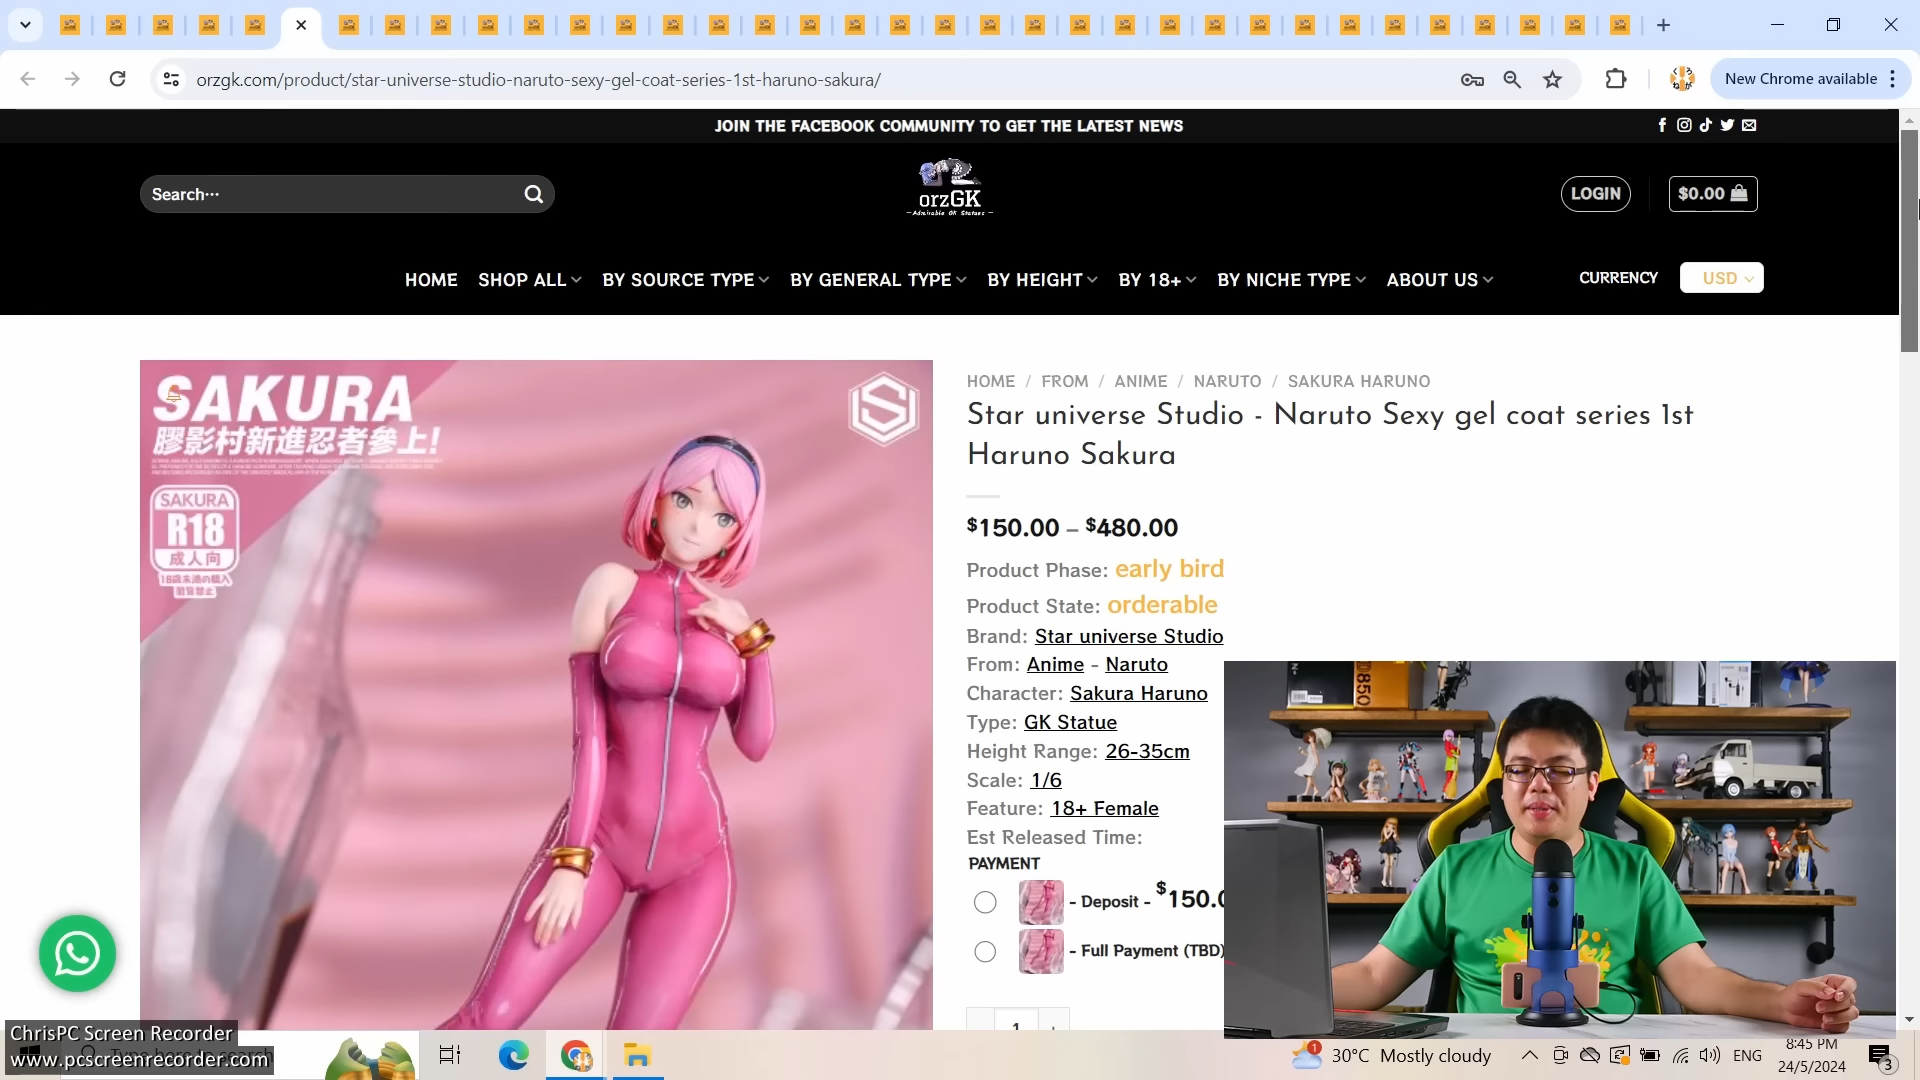 orzgk.com/product/star-universe-studio-naruto-sexy-gel-coat-series-1st-haruno-sakura/
New Chrome available
JOIN THE FACEBOOK COMMUNITY TO GET THE LATEST NEWS
Search…
orzGK
Admirable GK Statues
LOGIN
$0.00
HOME SHOP ALL BY SOURCE TYPE BY GENERAL TYPE BY HEIGHT BY 18+ BY NICHE TYPE ABOUT US
CURRENCY USD
SAKURA
膠影村新進忍者參上!
SAKURA
R18
成人向
HOME / FROM / ANIME / NARUTO / SAKURA HARUNO
Star universe Studio - Naruto Sexy gel coat series 1st
Haruno Sakura
$150.00 – $480.00
Product Phase: early bird
Product State: orderable
Brand: Star universe Studio
From: Anime - Naruto
Character: Sakura Haruno
Type: GK Statue
Height Range: 26-35cm
Scale: 1/6
Feature: 18+ Female
Est Released Time:
PAYMENT
- Deposit - $150.0
- Full Payment (TBD)
1
850
ChrisPC Screen Recorder
www.pcscreenrecorder.com
1
30°C Mostly cloudy
ENG
8:45 PM
24/5/2024
3